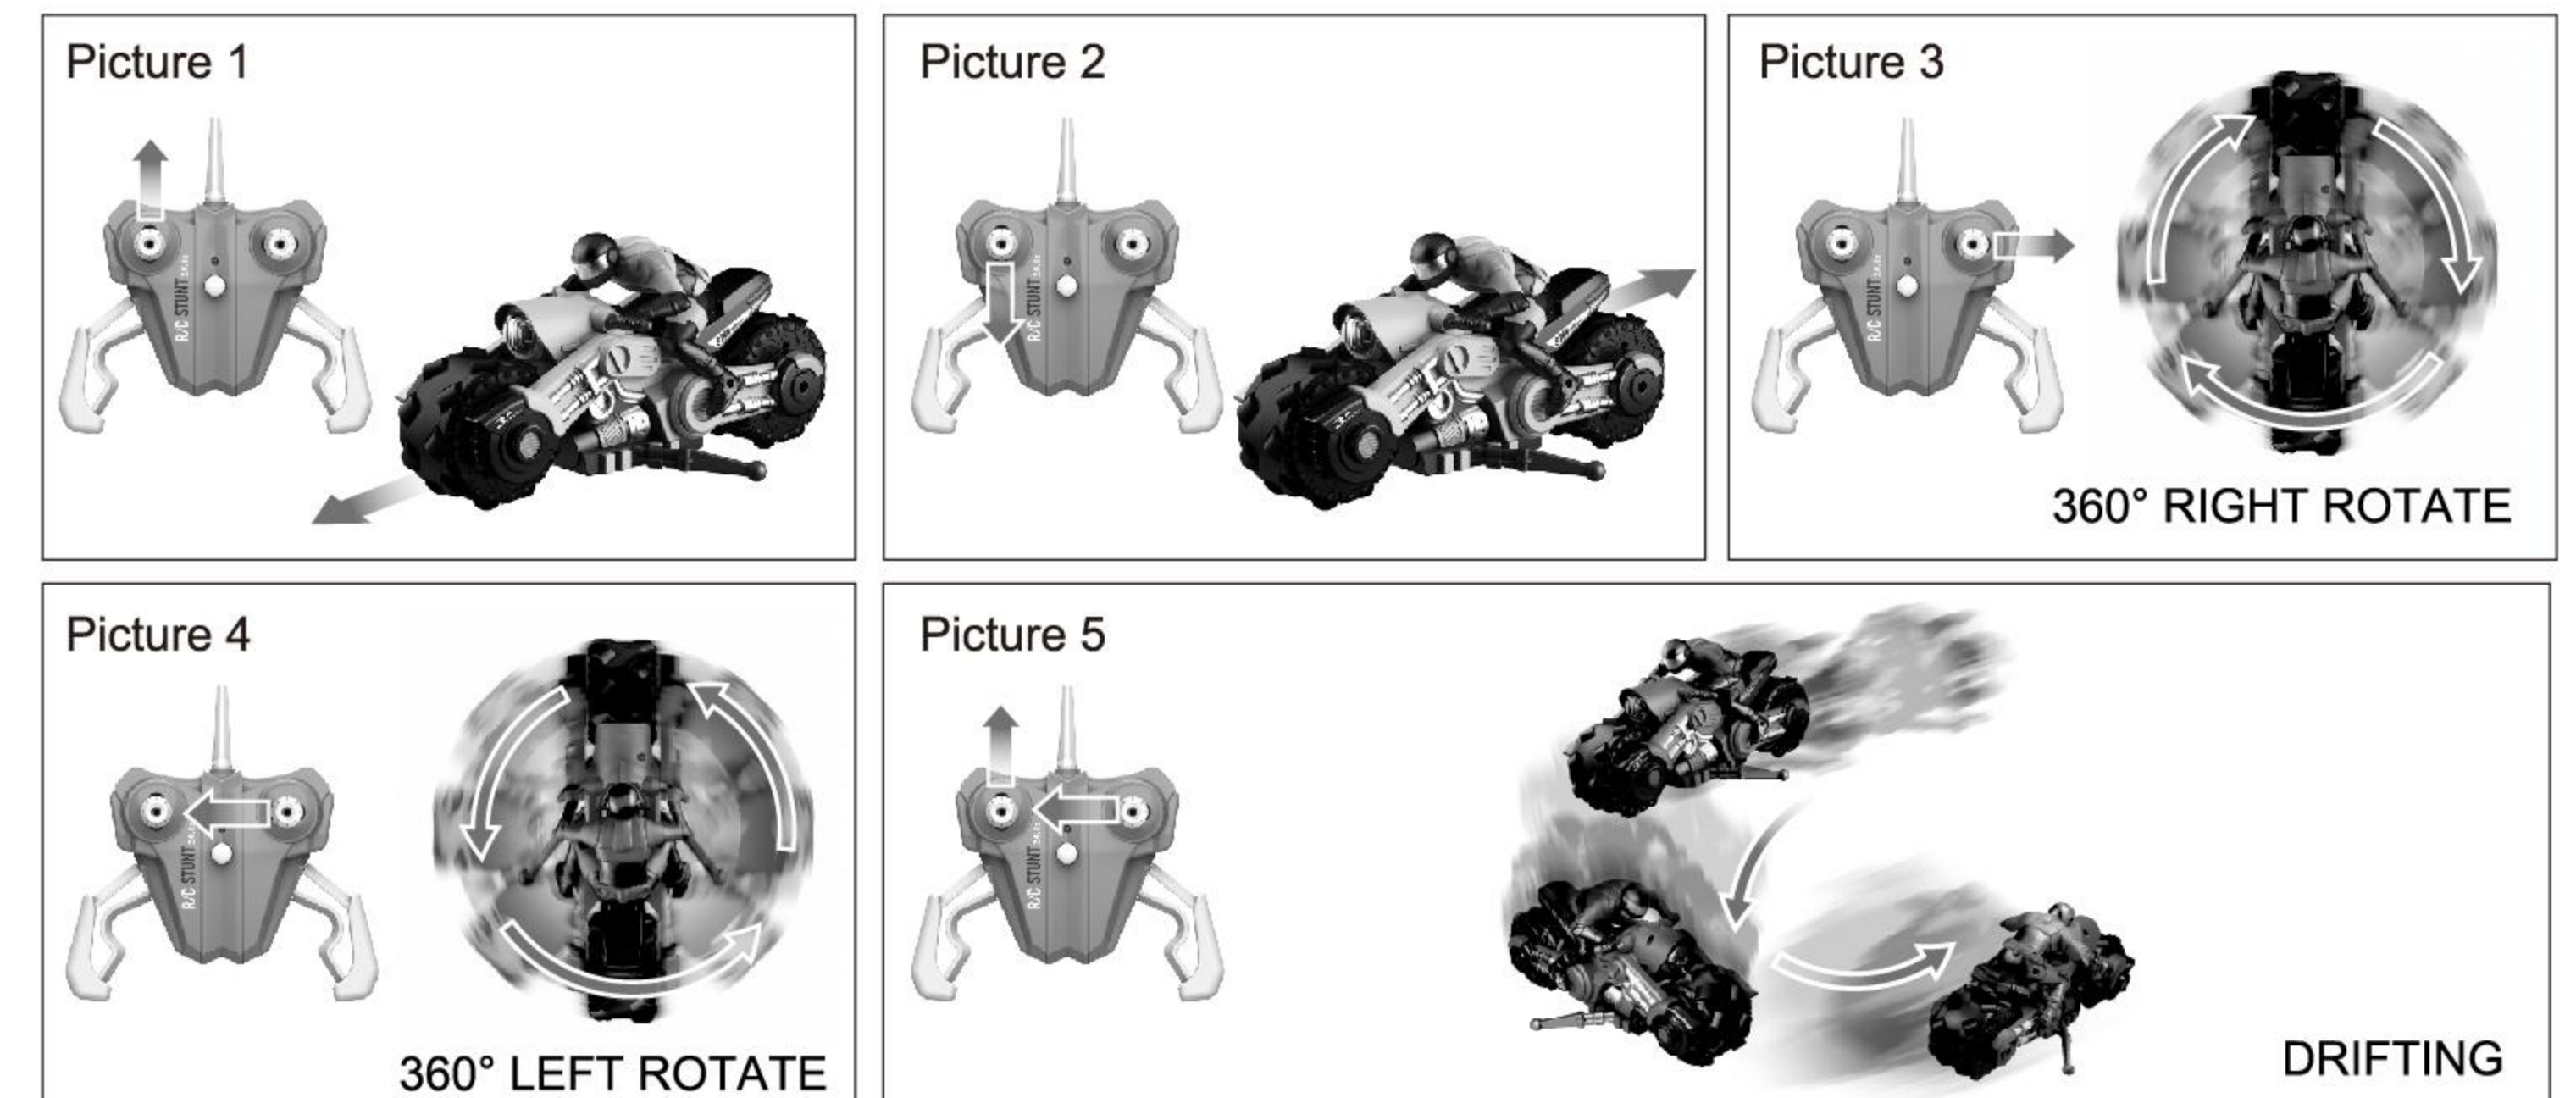 Picture 1
R/C STUNT
Picture 2
R/C STUNT
Picture 3
R/C STUNT
360° RIGHT ROTATE
Picture 4
R/C STUNT
360° LEFT ROTATE
Picture 5
R/C STUNT
DRIFTING